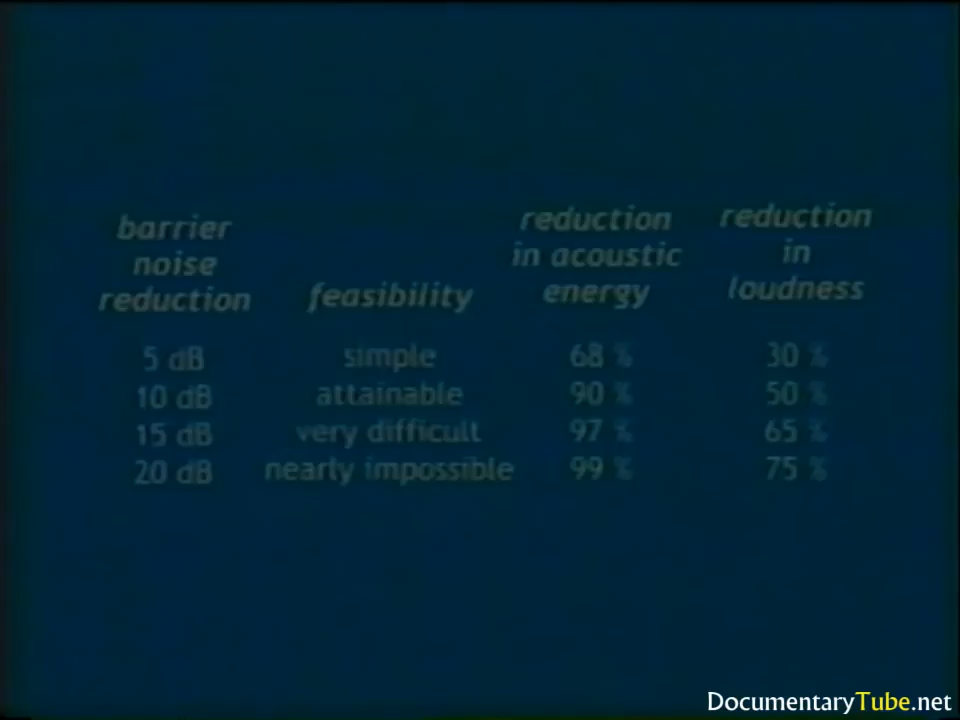 barrier noise reduction feasibility reduction in acoustic energy reduction in loudness
5 dB simple 68 % 30 %
10 dB attainable 90 % 50 %
15 dB very difficult 97 % 65 %
20 dB nearly impossible 99 % 75 %
DocumentaryTube.net